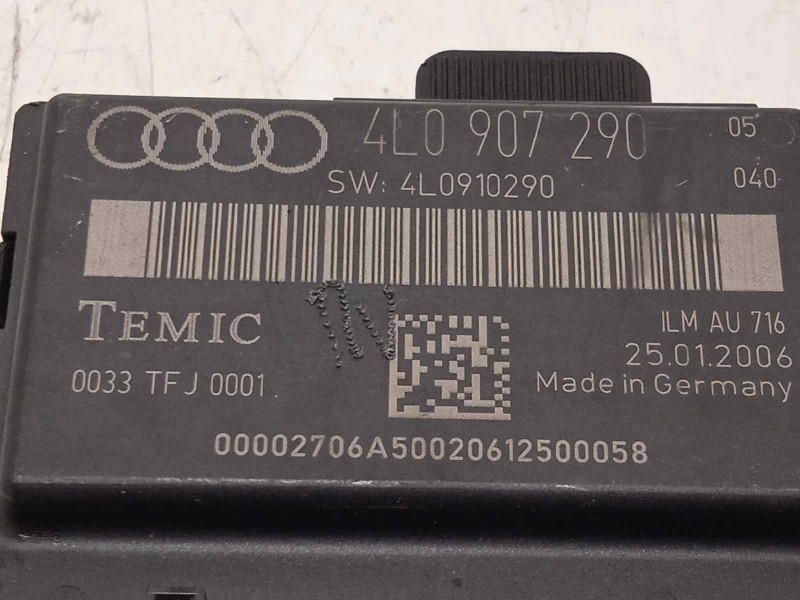 4L0 907 290 05
SW: 4L0910290 040
TEMIC
ILM AU 716
25.01.2006
0033 TFJ 0001
Made in Germany
00002706A50020612500058